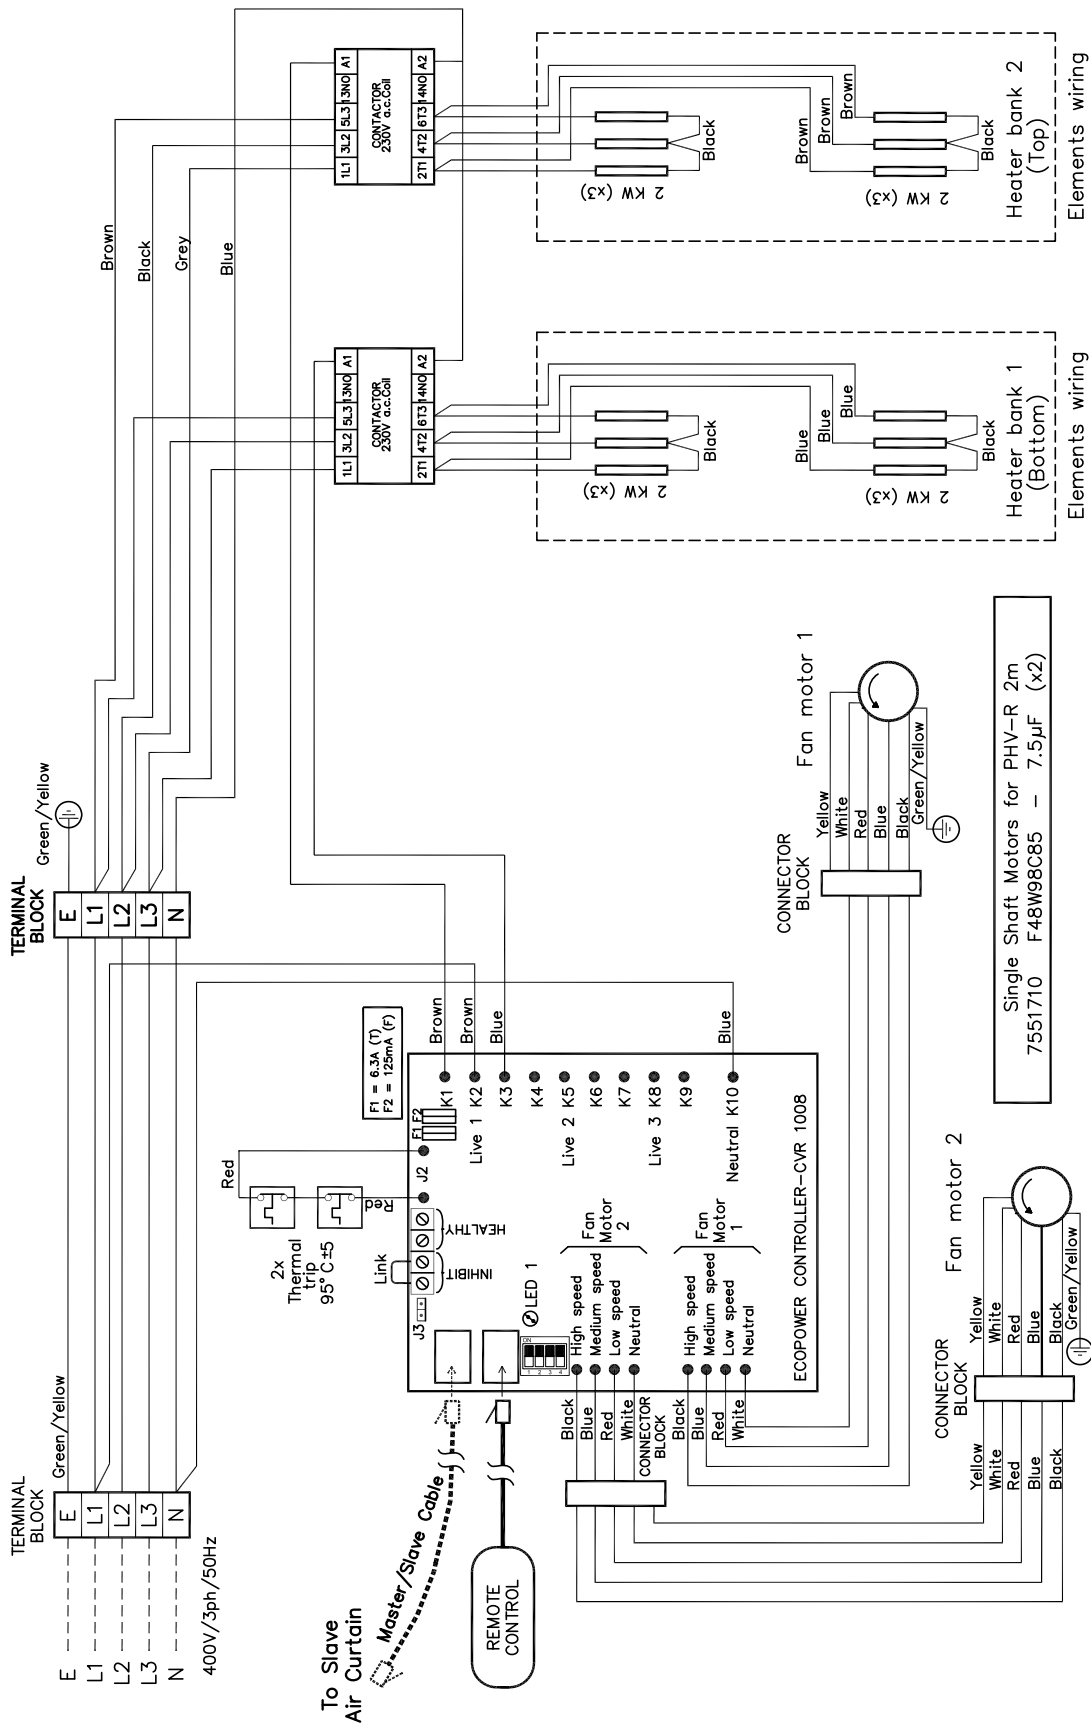 TERMINAL
BLOCK
E
L1
L2
L3
N
400V/3ph/50Hz
E
L1
L2
L3
N
Green/Yellow
To Slave
Air Curtain
Master/Slave Cable
REMOTE
CONTROL
2x
Thermal
trip
95°C±5
Red
Red
Link
J3
INHIBIT
HEALTHY
J2
F1
F2
F1 = 6.3A (T)
F2 = 125mA (F)
ON
1 2 3 4
LED 1
High speed
Medium speed
Low speed
Neutral
Fan
Motor
2
High speed
Medium speed
Low speed
Neutral
Fan
Motor
1
K1
Live 1 K2
K3
K4
Live 2 K5
K6
K7
Live 3 K8
K9
Neutral K10
ECOPOWER CONTROLLER-CVR 1008
Brown
Brown
Blue
Blue
Black
Blue
Red
White
CONNECTOR
BLOCK
Black
Blue
Red
White
TERMINAL
BLOCK
E
L1
L2
L3
N
Green/Yellow
Brown
Black
Grey
Blue
1L1 3L2 5L3 13NO A1
CONTACTOR
230V a.c.Coil
2T1 4T2 6T3 14NO A2
1L1 3L2 5L3 13NO A1
CONTACTOR
230V a.c.Coil
2T1 4T2 6T3 14NO A2
2 KW (x3)
Black
Blue
Blue
Blue
2 KW (x3)
Black
Heater bank 1
(Bottom)
Elements wiring
2 KW (x3)
Black
Brown
Brown
Brown
2 KW (x3)
Black
Heater bank 2
(Top)
Elements wiring
CONNECTOR
BLOCK
Yellow
White
Red
Blue
Black
Green/Yellow
Fan motor 1
CONNECTOR
BLOCK
Yellow
White
Red
Blue
Black
Yellow
White
Red
Blue
Black
Green/Yellow
Fan motor 2
Single Shaft Motors for PHV-R 2m
7551710 F48W98C85 - 7.5µF (x2)